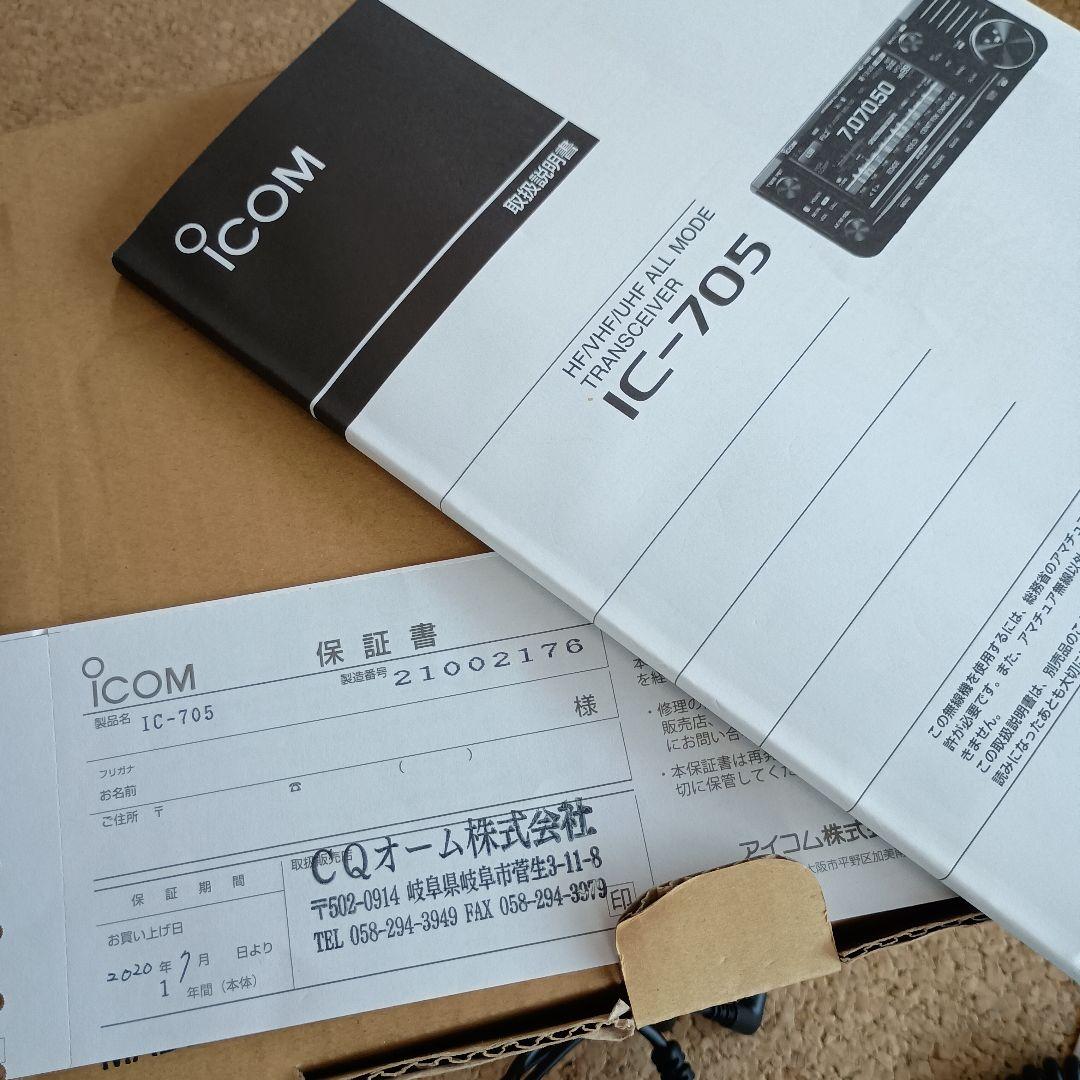 ICOM
取扱説明書
7.070.50
HF/VHF/UHF ALL MODE
TRANSCEIVER
IC-705
この無線機を使用するには、総務省のアマチュ
許が必要です。また、アマチュア無線以
きません。
この取扱説明書は、別売品のご
読みになったあとも大切に
ICOM
保証書
製造番号 21002176
製品名 IC-705
フリガナ
お名前
様
☎ ( )
ご住所 〒
取扱販売店
CQオーム株式会社
〒502-0914 岐阜県岐阜市菅生3-11-8
TEL 058-294-3949 FAX 058-294-3979
印
保証期間
お買い上げ日
2020年7月 日より
1 年間(本体)
を経
・修理の
販売店、
にお問い合
・本保証書は再発
切に保管してくだ
アイコム株式
大阪市平野区加美南